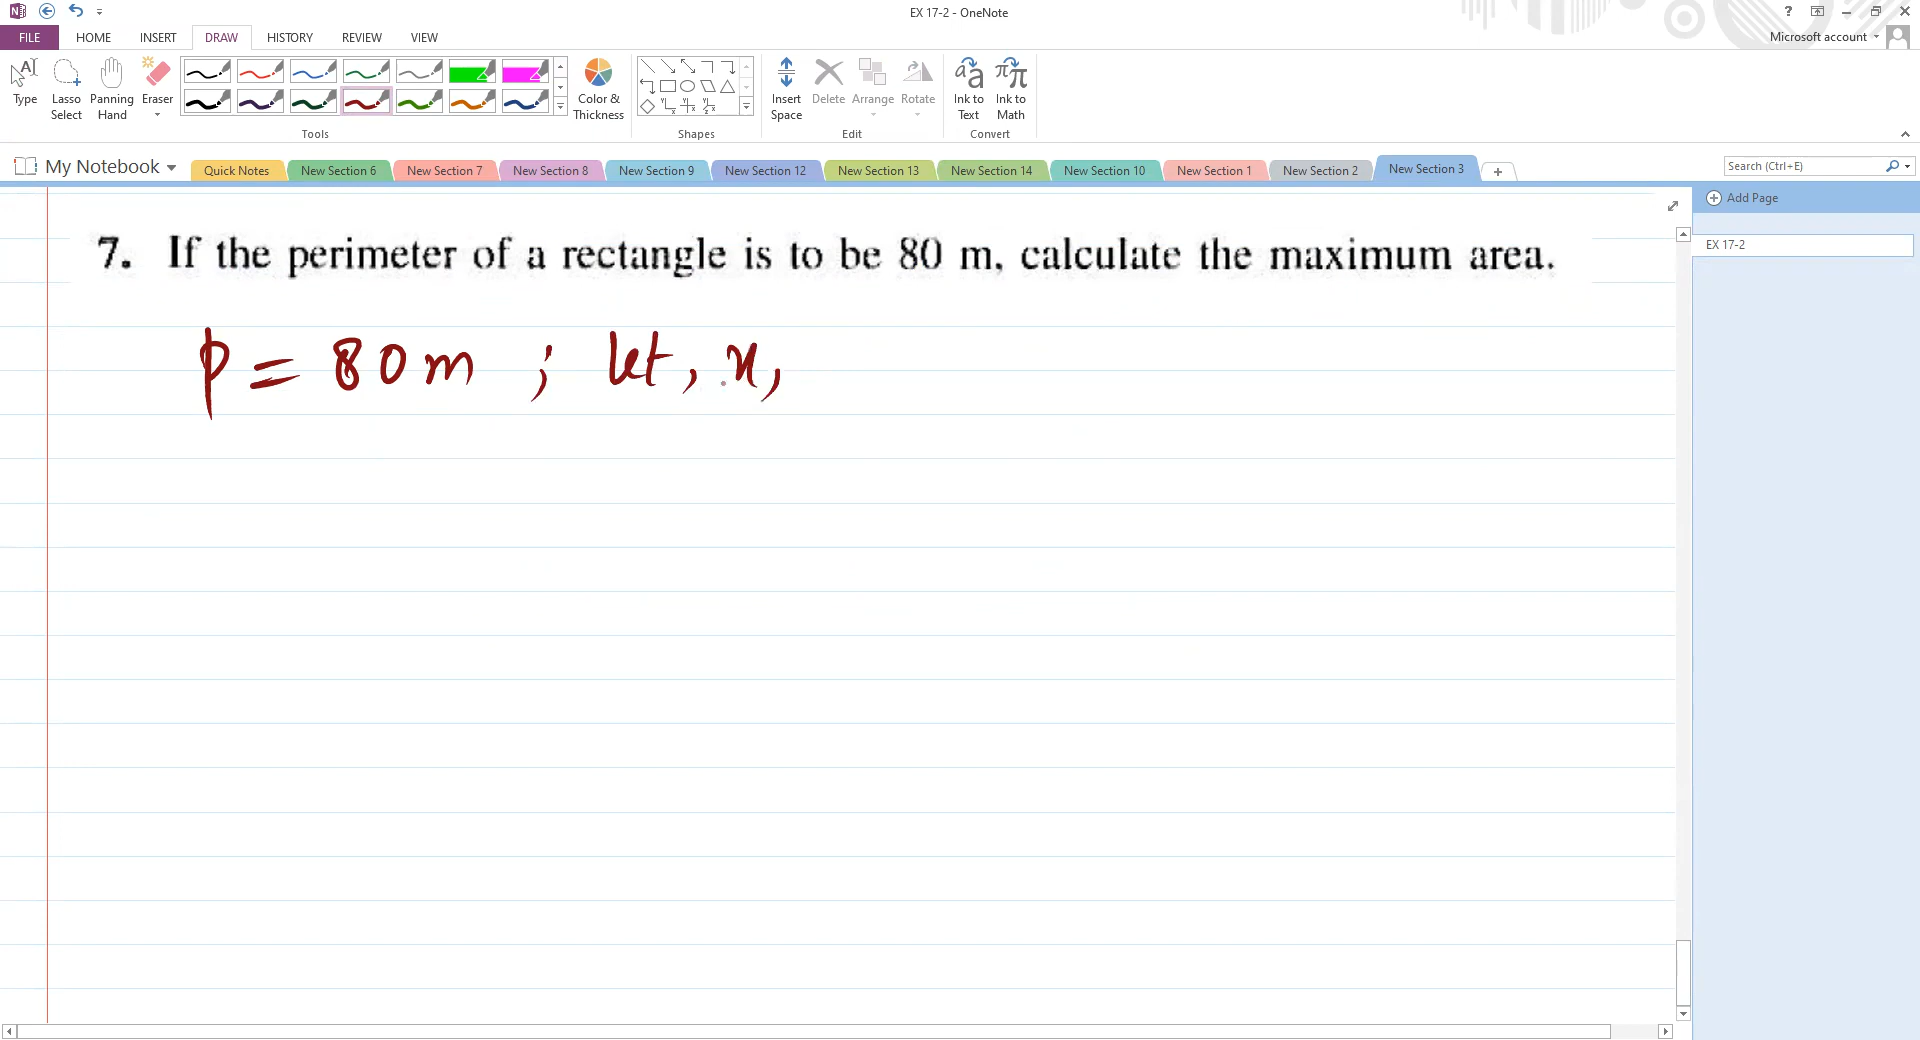 EX 17-2 - OneNote
Microsoft account
FILE HOME INSERT DRAW HISTORY REVIEW VIEW
Type Lasso Select Panning Hand Eraser Color & Thickness Insert Space Delete Arrange Rotate Ink to Text Ink to Math
Tools Shapes Edit Convert
My Notebook Quick Notes New Section 6 New Section 7 New Section 8 New Section 9 New Section 12 New Section 13 New Section 14 New Section 10 New Section 1 New Section 2 New Section 3 Search (Ctrl+E)
Add Page
EX 17-2
7. If the perimeter of a rectangle is to be 80 m, calculate the maximum area.
p = 80 m ; let, x,